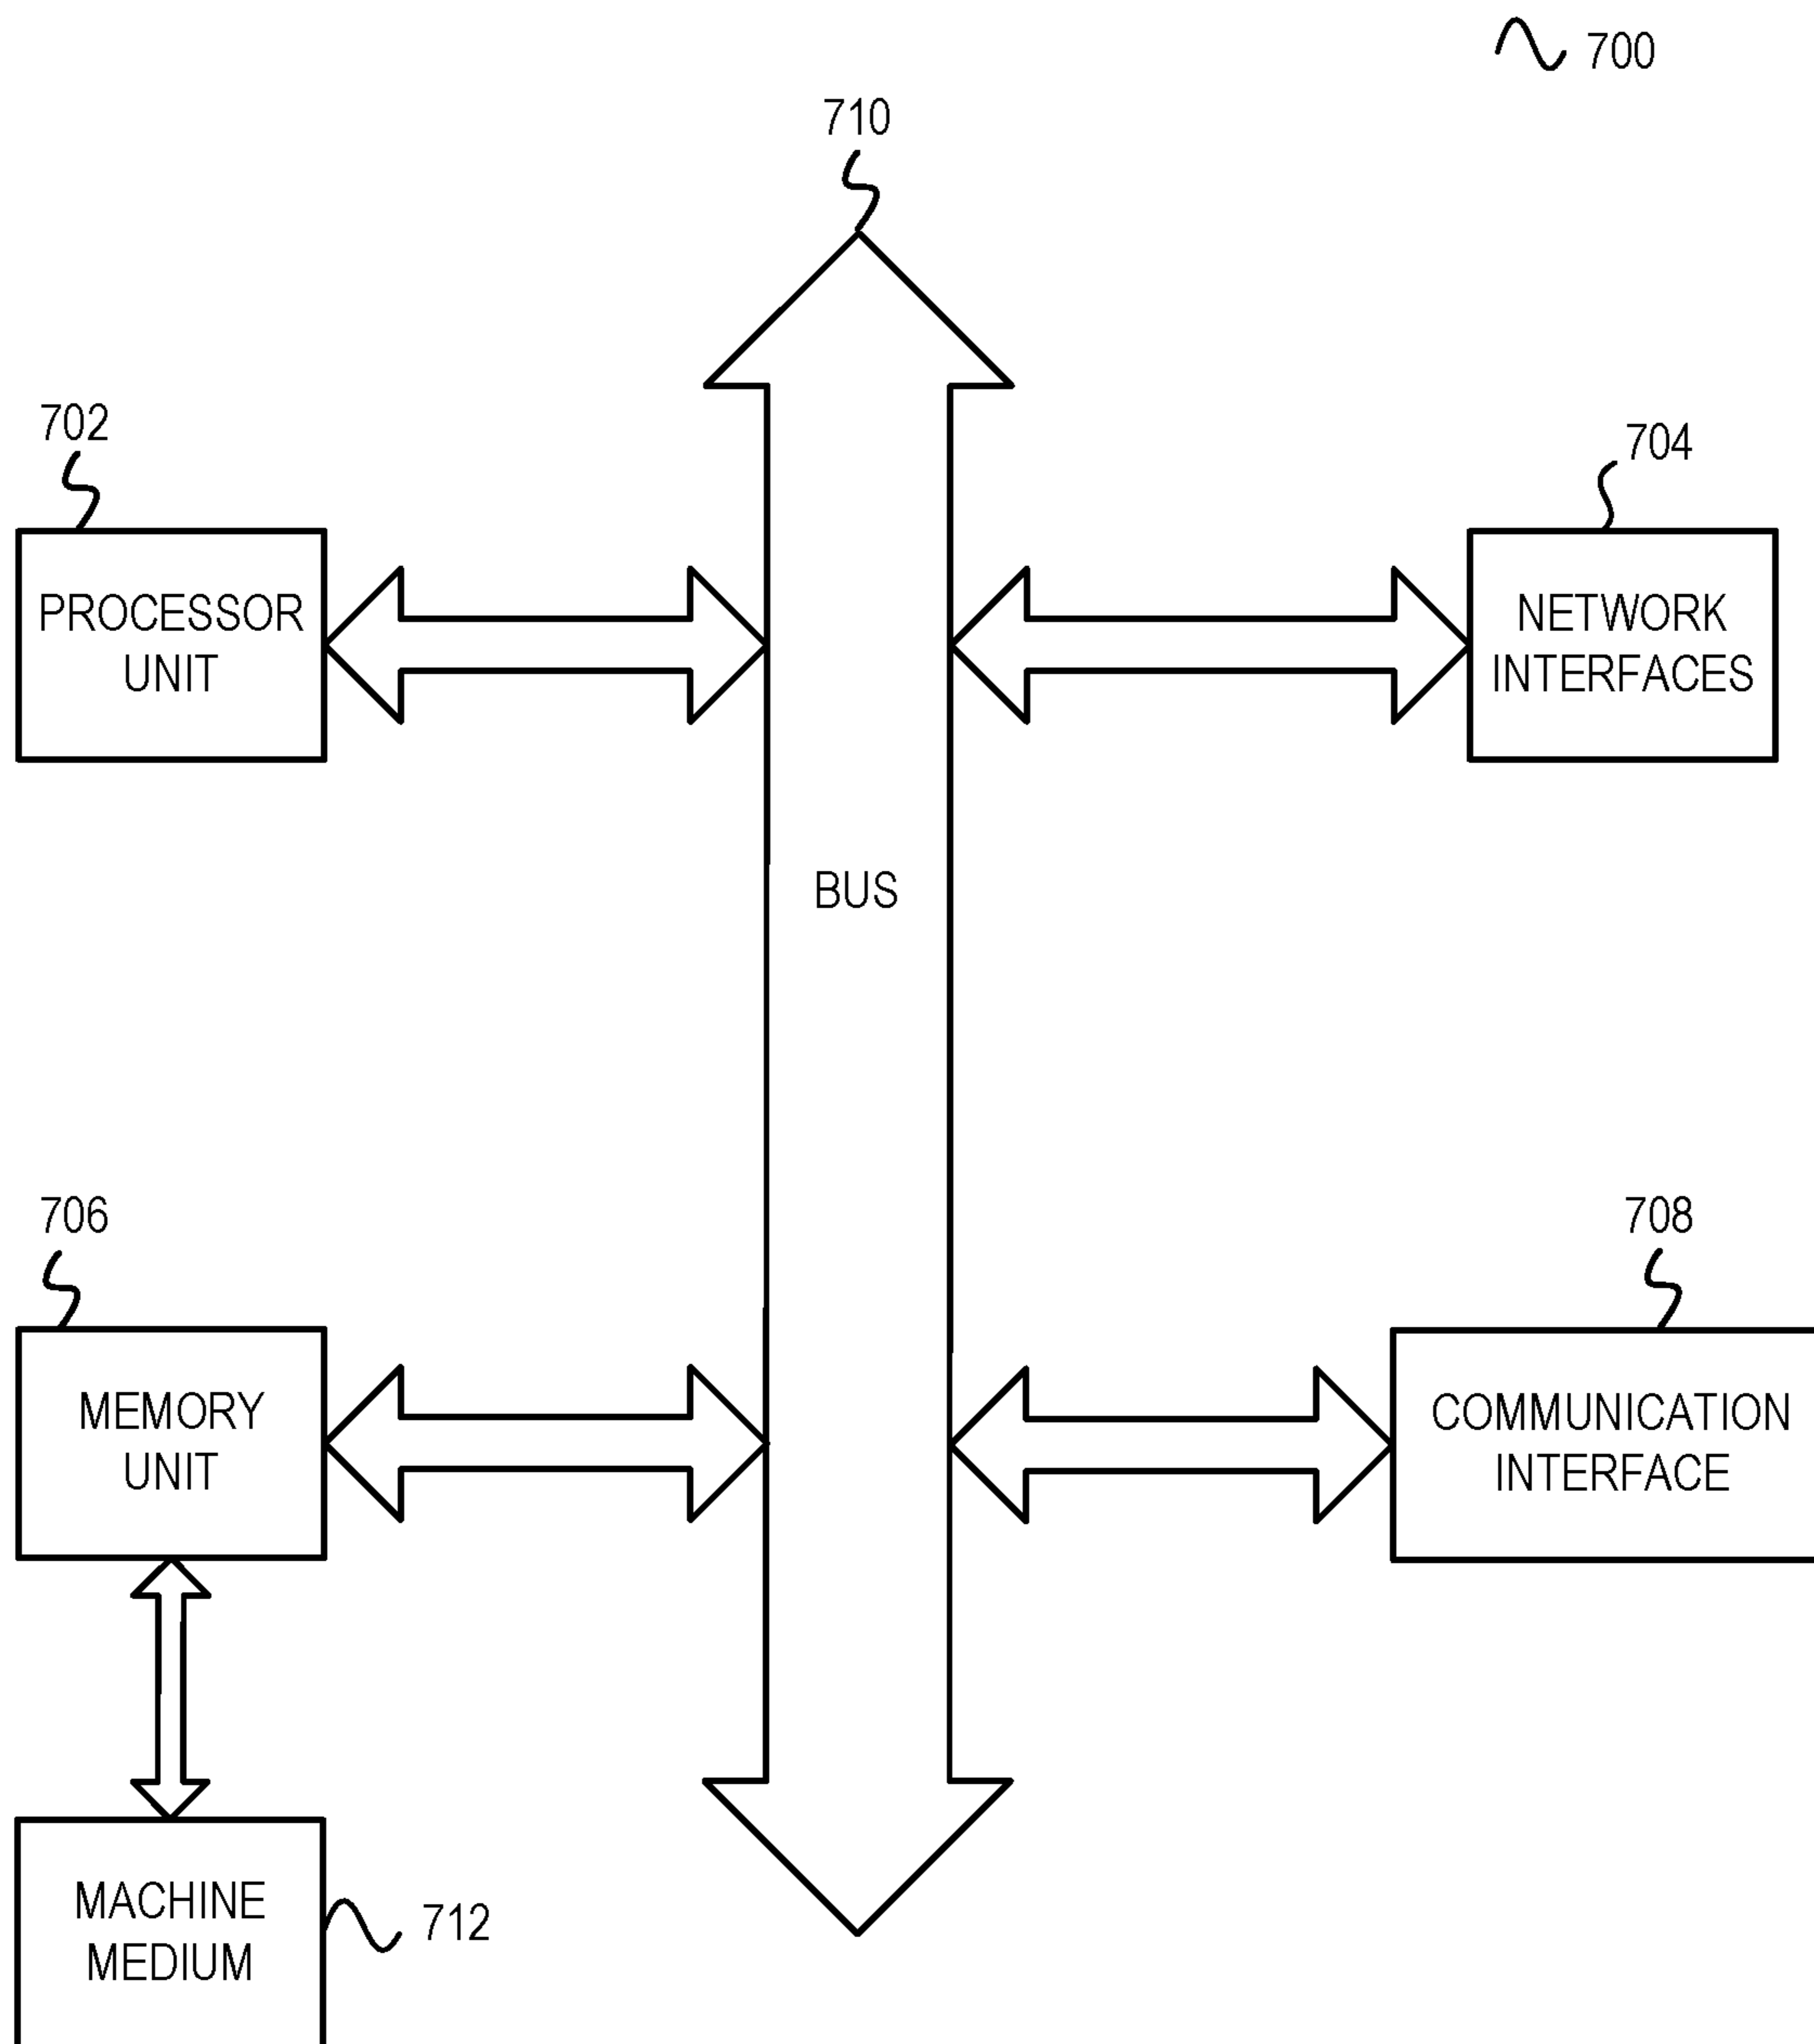 700
710
702
704
PROCESSOR
UNIT
NETWORK
INTERFACES
BUS
706
708
MEMORY
UNIT
COMMUNICATION
INTERFACE
MACHINE
MEDIUM
712